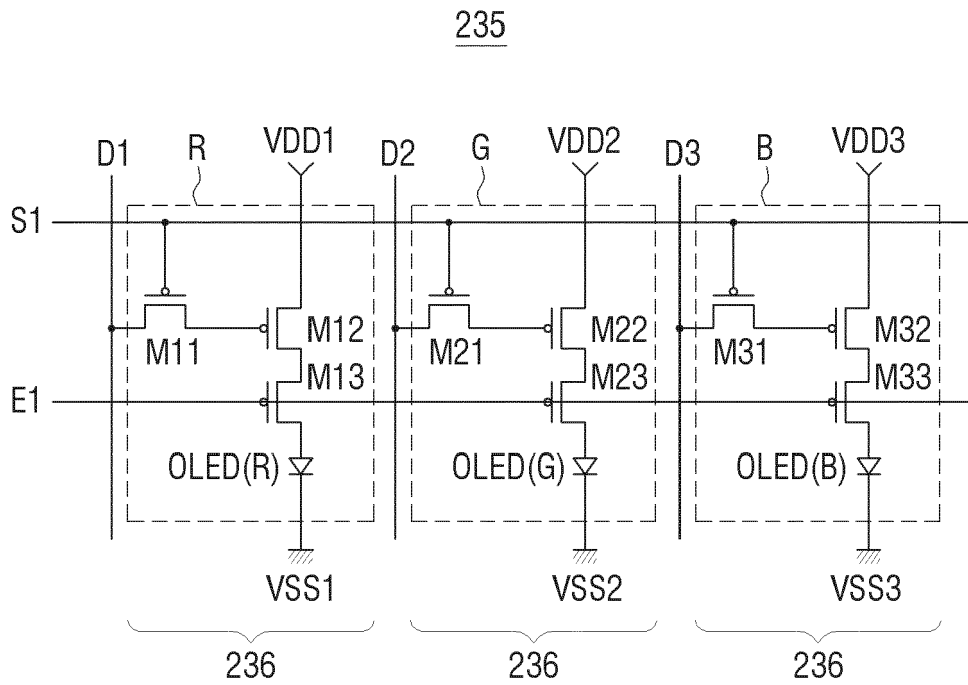 235
D1 R VDD1 D2 G VDD2 D3 B VDD3
S1
M11 M12 M21 M22 M31 M32
M13 M23 M33
E1
OLED(R) OLED(G) OLED(B)
VSS1 VSS2 VSS3
236 236 236